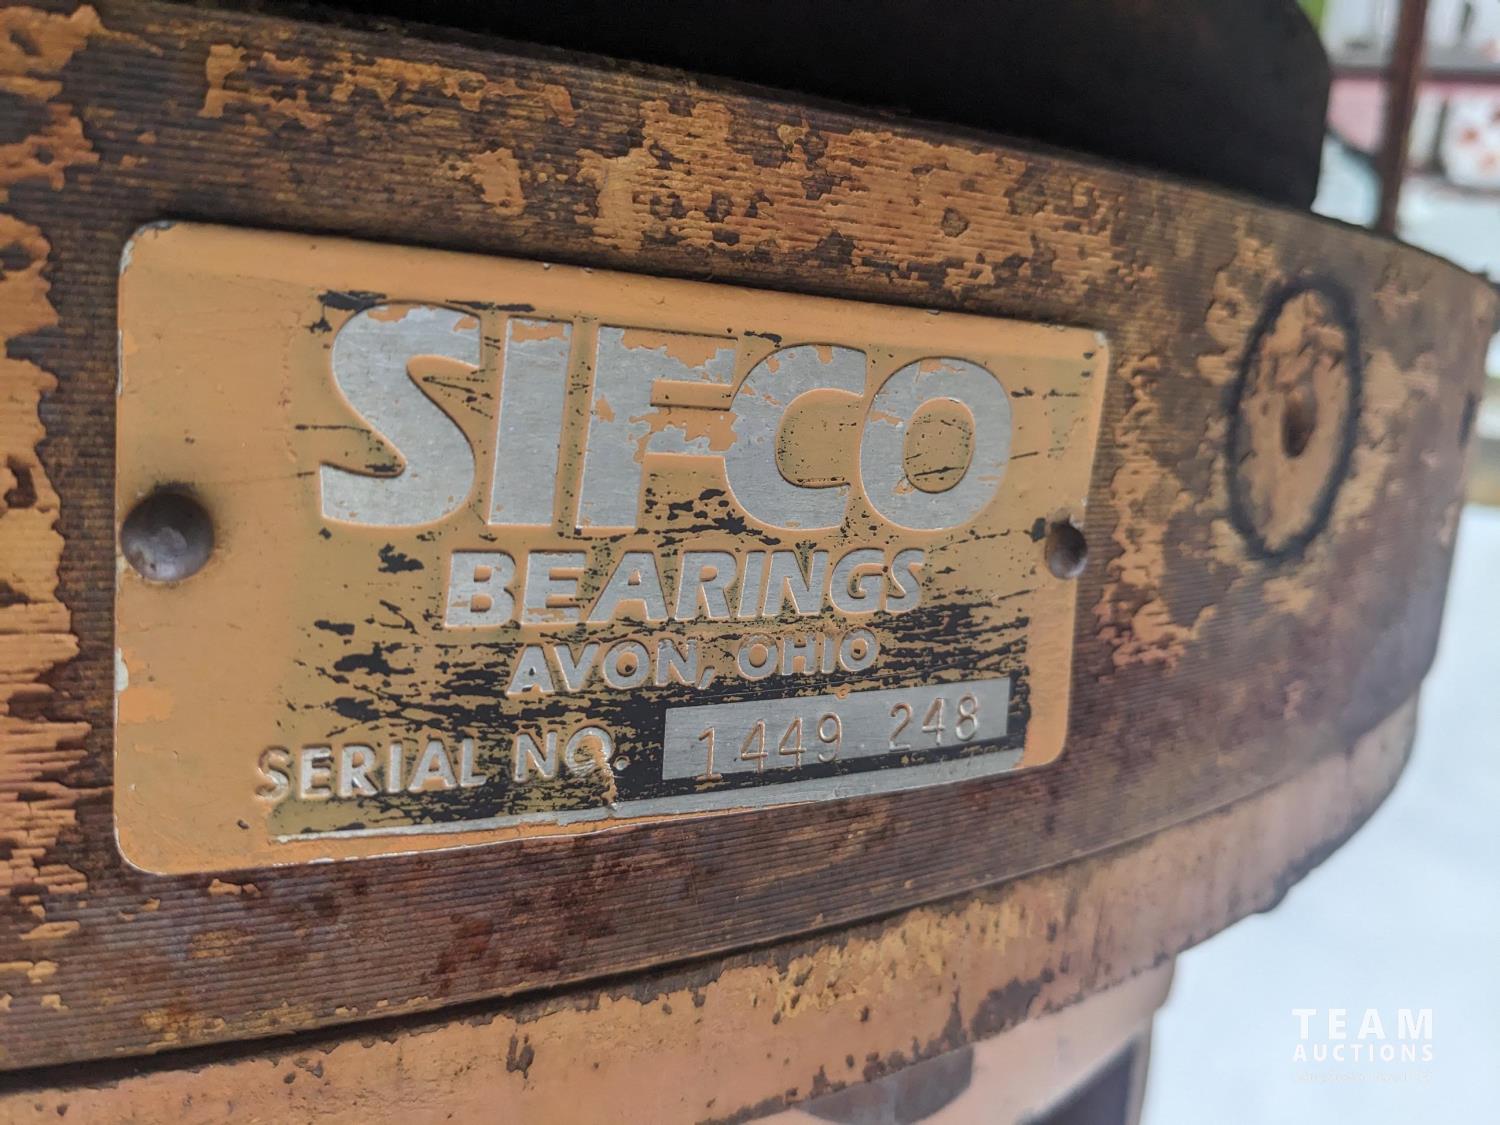 SIFCO
BEARINGS
AVON, OHIO
SERIAL NO. 1449 248
TEAM
AUCTIONS